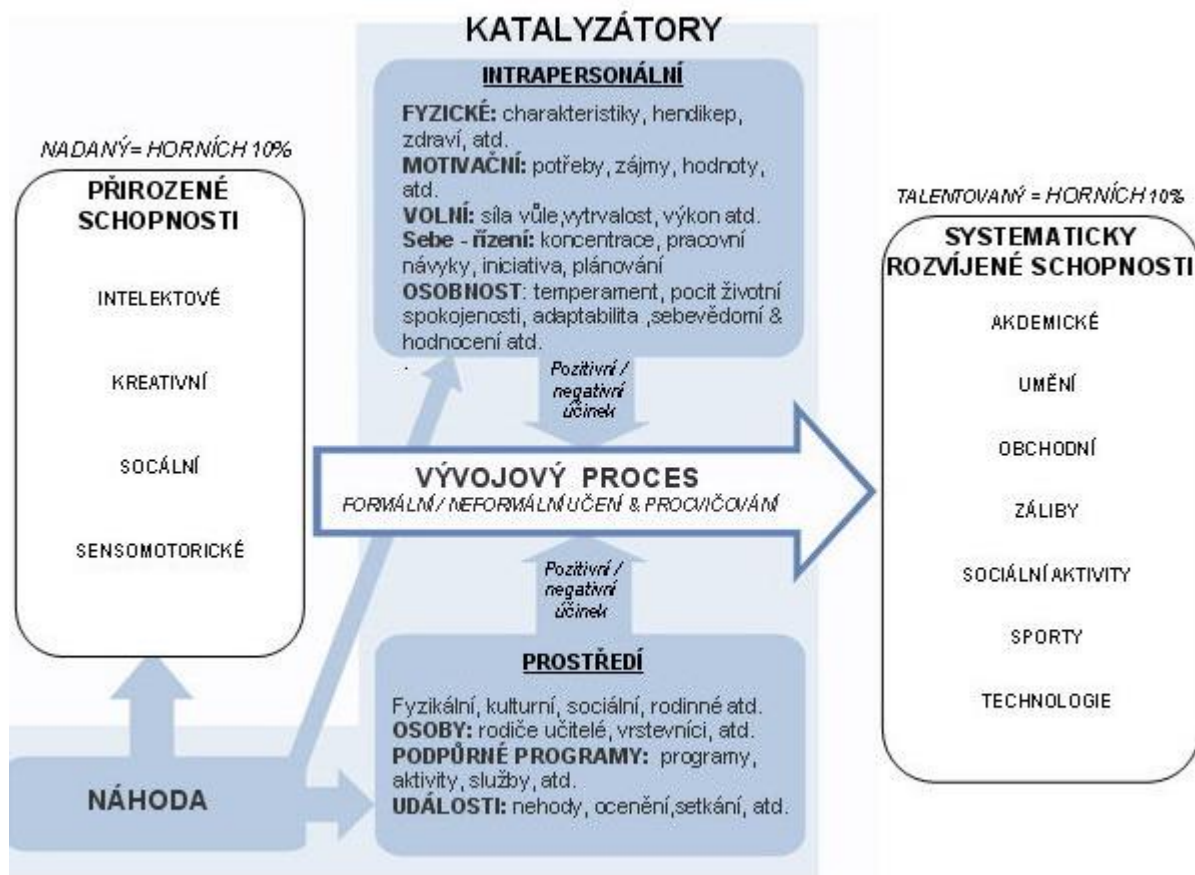 KATALYZÁTORY
INTRAPERSONÁLNÍ
FYZICKÉ: charakteristiky, hendikep,
zdraví, atd.
MOTIVAČNÍ: potřeby, zájmy, hodnoty,
atd.
VOLNÍ: síla vůle,vytrvalost, výkon atd.
Sebe - řízení: koncentrace, pracovní
návyky, iniciativa, plánování
OSOBNOST: temperament, pocit životní
spokojenosti, adaptabilita ,sebevědomí &
hodnocení atd.
.
NADANÝ= HORNÍCH 10%
PŘIROZENÉ
SCHOPNOSTI
INTELEKTOVÉ
KREATIVNÍ
SOCÁLNÍ
SENSOMOTORICKÉ
Pozitivní /
negativní
účinek
VÝVOJOVÝ PROCES
FORMÁLNÍ / NEFORMÁLNÍ UČENÍ & PROCVIČOVÁNÍ
Pozitivní /
negativní
účinek
PROSTŘEDÍ
Fyzikální, kulturní, sociální, rodinné atd.
OSOBY: rodiče učitelé, vrstevníci, atd.
PODPŮRNÉ PROGRAMY: programy,
aktivity, služby, atd.
UDÁLOSTI: nehody, ocenění,setkání, atd.
NÁHODA
TALENTOVANÝ = HORNÍCH 10%
SYSTEMATICKY
ROZVÍJENÉ SCHOPNOSTI
AKDEMICKÉ
UMĚNÍ
OBCHODNÍ
ZÁLIBY
SOCIÁLNÍ AKTIVITY
SPORTY
TECHNOLOGIE